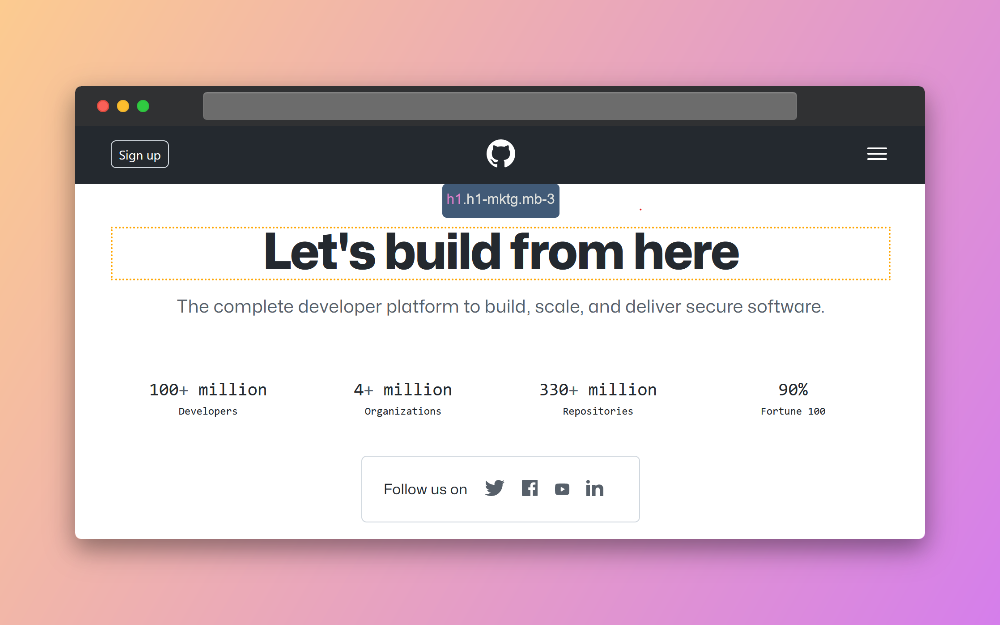 Sign up
h1.h1-mktg.mb-3
Let's build from here
The complete developer platform to build, scale, and deliver secure software.
100+ million
Developers
4+ million
Organizations
330+ million
Repositories
90%
Fortune 100
Follow us on